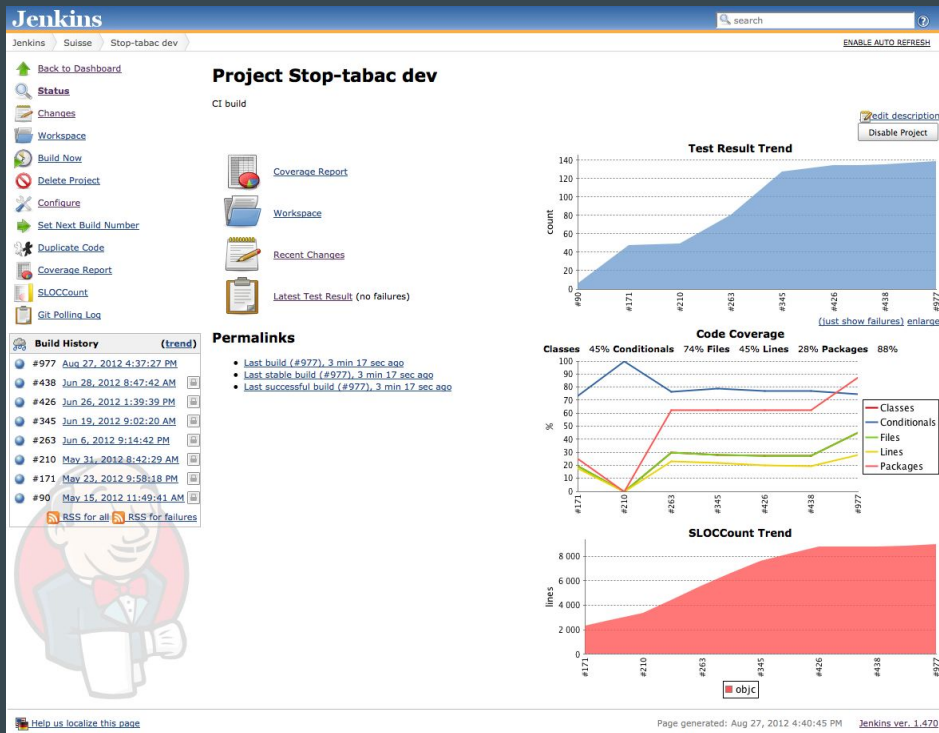 Jenkins
search
?
Jenkins Suisse Stop-tabac dev
ENABLE AUTO REFRESH
Back to Dashboard
Status
Changes
Workspace
Build Now
Delete Project
Configure
Set Next Build Number
Duplicate Code
Coverage Report
SLOCCount
Git Polling Log
Build History (trend)
#977 Aug 27, 2012 4:37:27 PM
#438 Jun 28, 2012 8:47:42 AM
#426 Jun 26, 2012 1:39:39 PM
#345 Jun 19, 2012 9:02:20 AM
#263 Jun 6, 2012 9:14:42 PM
#210 May 31, 2012 8:42:29 AM
#171 May 23, 2012 9:58:18 PM
#90 May 15, 2012 11:49:41 AM
RSS for all RSS for failures
Project Stop-tabac dev
CI build
edit description
Disable Project
Coverage Report
Workspace
Recent Changes
Latest Test Result (no failures)
Permalinks
Last build (#977), 3 min 17 sec ago
Last stable build (#977), 3 min 17 sec ago
Last successful build (#977), 3 min 17 sec ago
Test Result Trend
count
140
120
100
80
60
40
20
0
#90 #171 #210 #263 #345 #426 #438 #977
(just show failures) enlarge
Code Coverage
Classes 45% Conditionals 74% Files 45% Lines 28% Packages 88%
%
100
90
80
70
60
50
40
30
20
10
0
#171 #210 #263 #345 #426 #438 #977
Classes
Conditionals
Files
Lines
Packages
SLOCCount Trend
lines
8 000
6 000
4 000
2 000
0
#171 #210 #263 #345 #426 #438 #977
objc
Help us localize this page
Page generated: Aug 27, 2012 4:40:45 PM Jenkins ver. 1.470